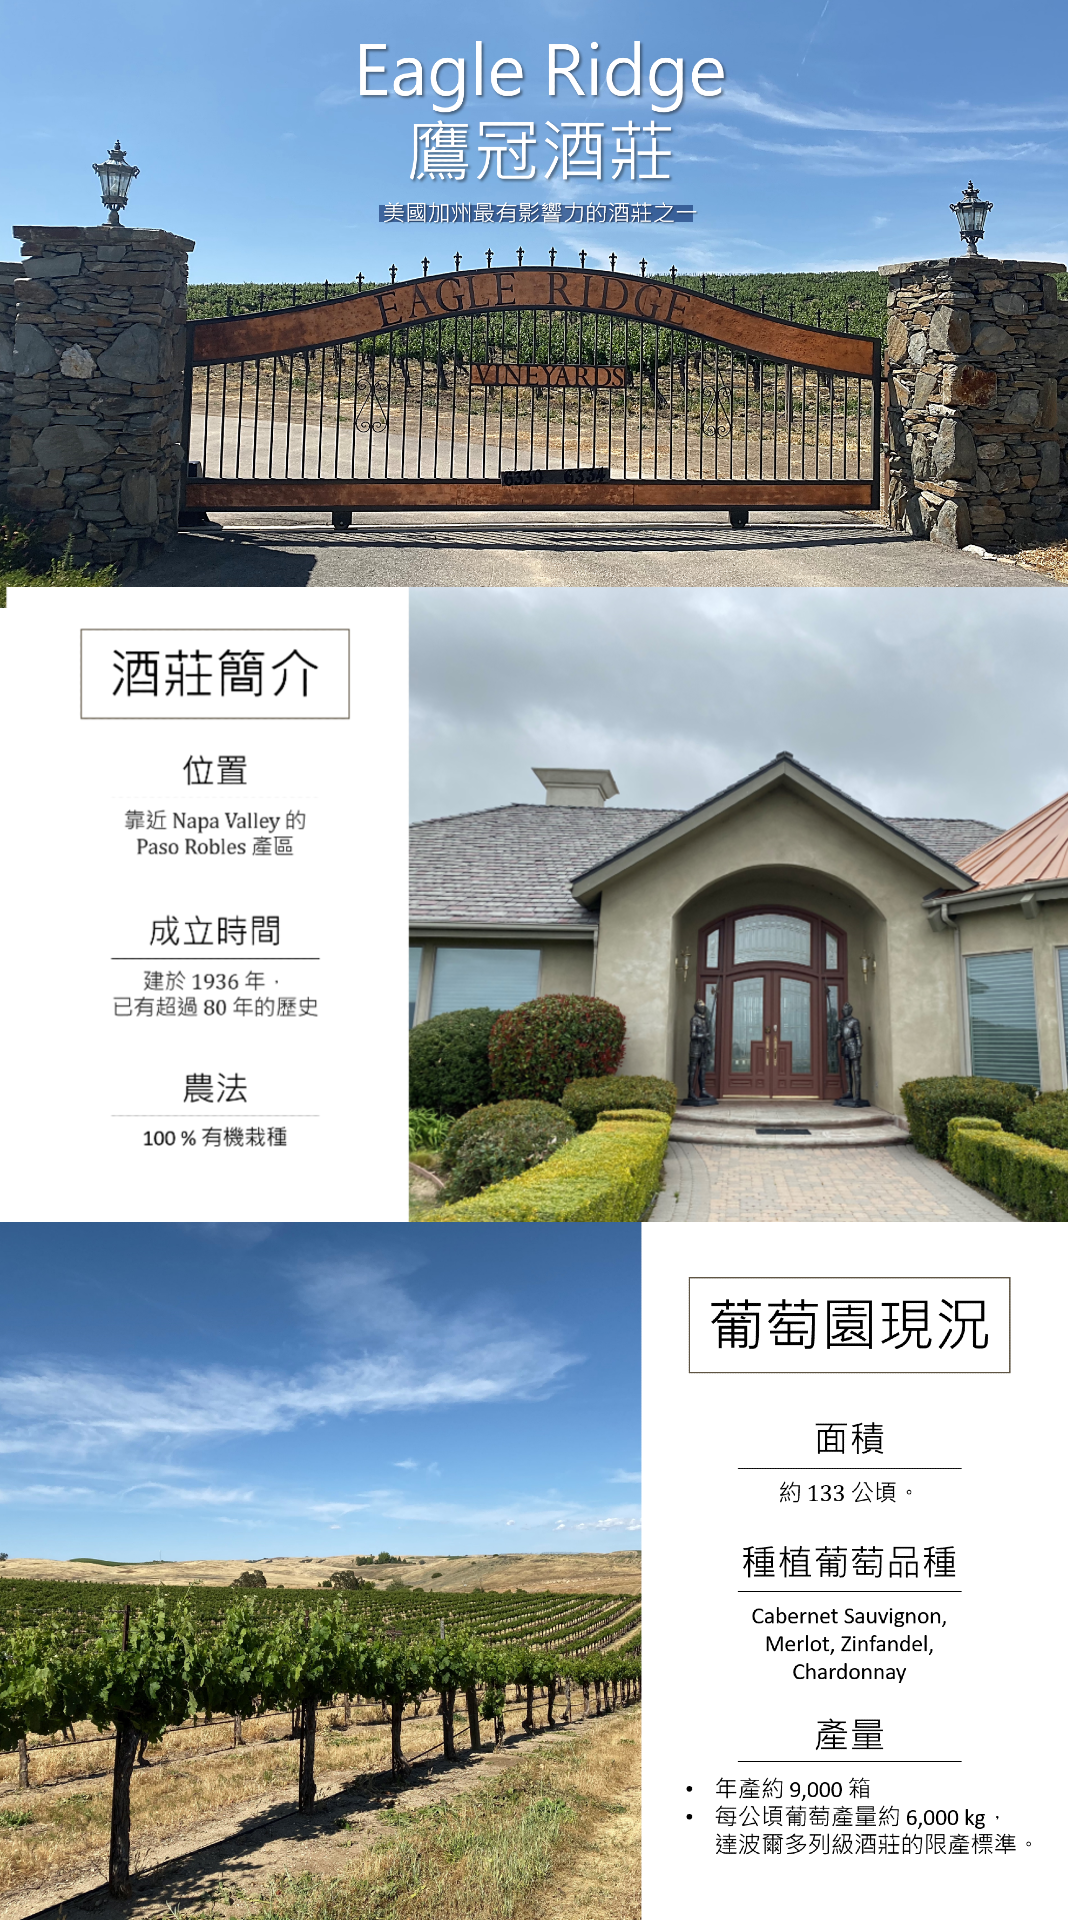 Eagle Ridge
鷹冠酒莊
美國加州最有影響力的酒莊之一
EAGLE RIDGE
VINEYARDS
6330 6334
酒莊簡介
位置
靠近 Napa Valley 的
Paso Robles 產區
成立時間
建於 1936 年，
已有超過 80 年的歷史
農法
100 % 有機栽種
葡萄園現況
面積
約 133 公頃。
種植葡萄品種
Cabernet Sauvignon,
Merlot, Zinfandel,
Chardonnay
產量
• 年產約 9,000 箱
• 每公頃葡萄產量約 6,000 kg，
達波爾多列級酒莊的限產標準。